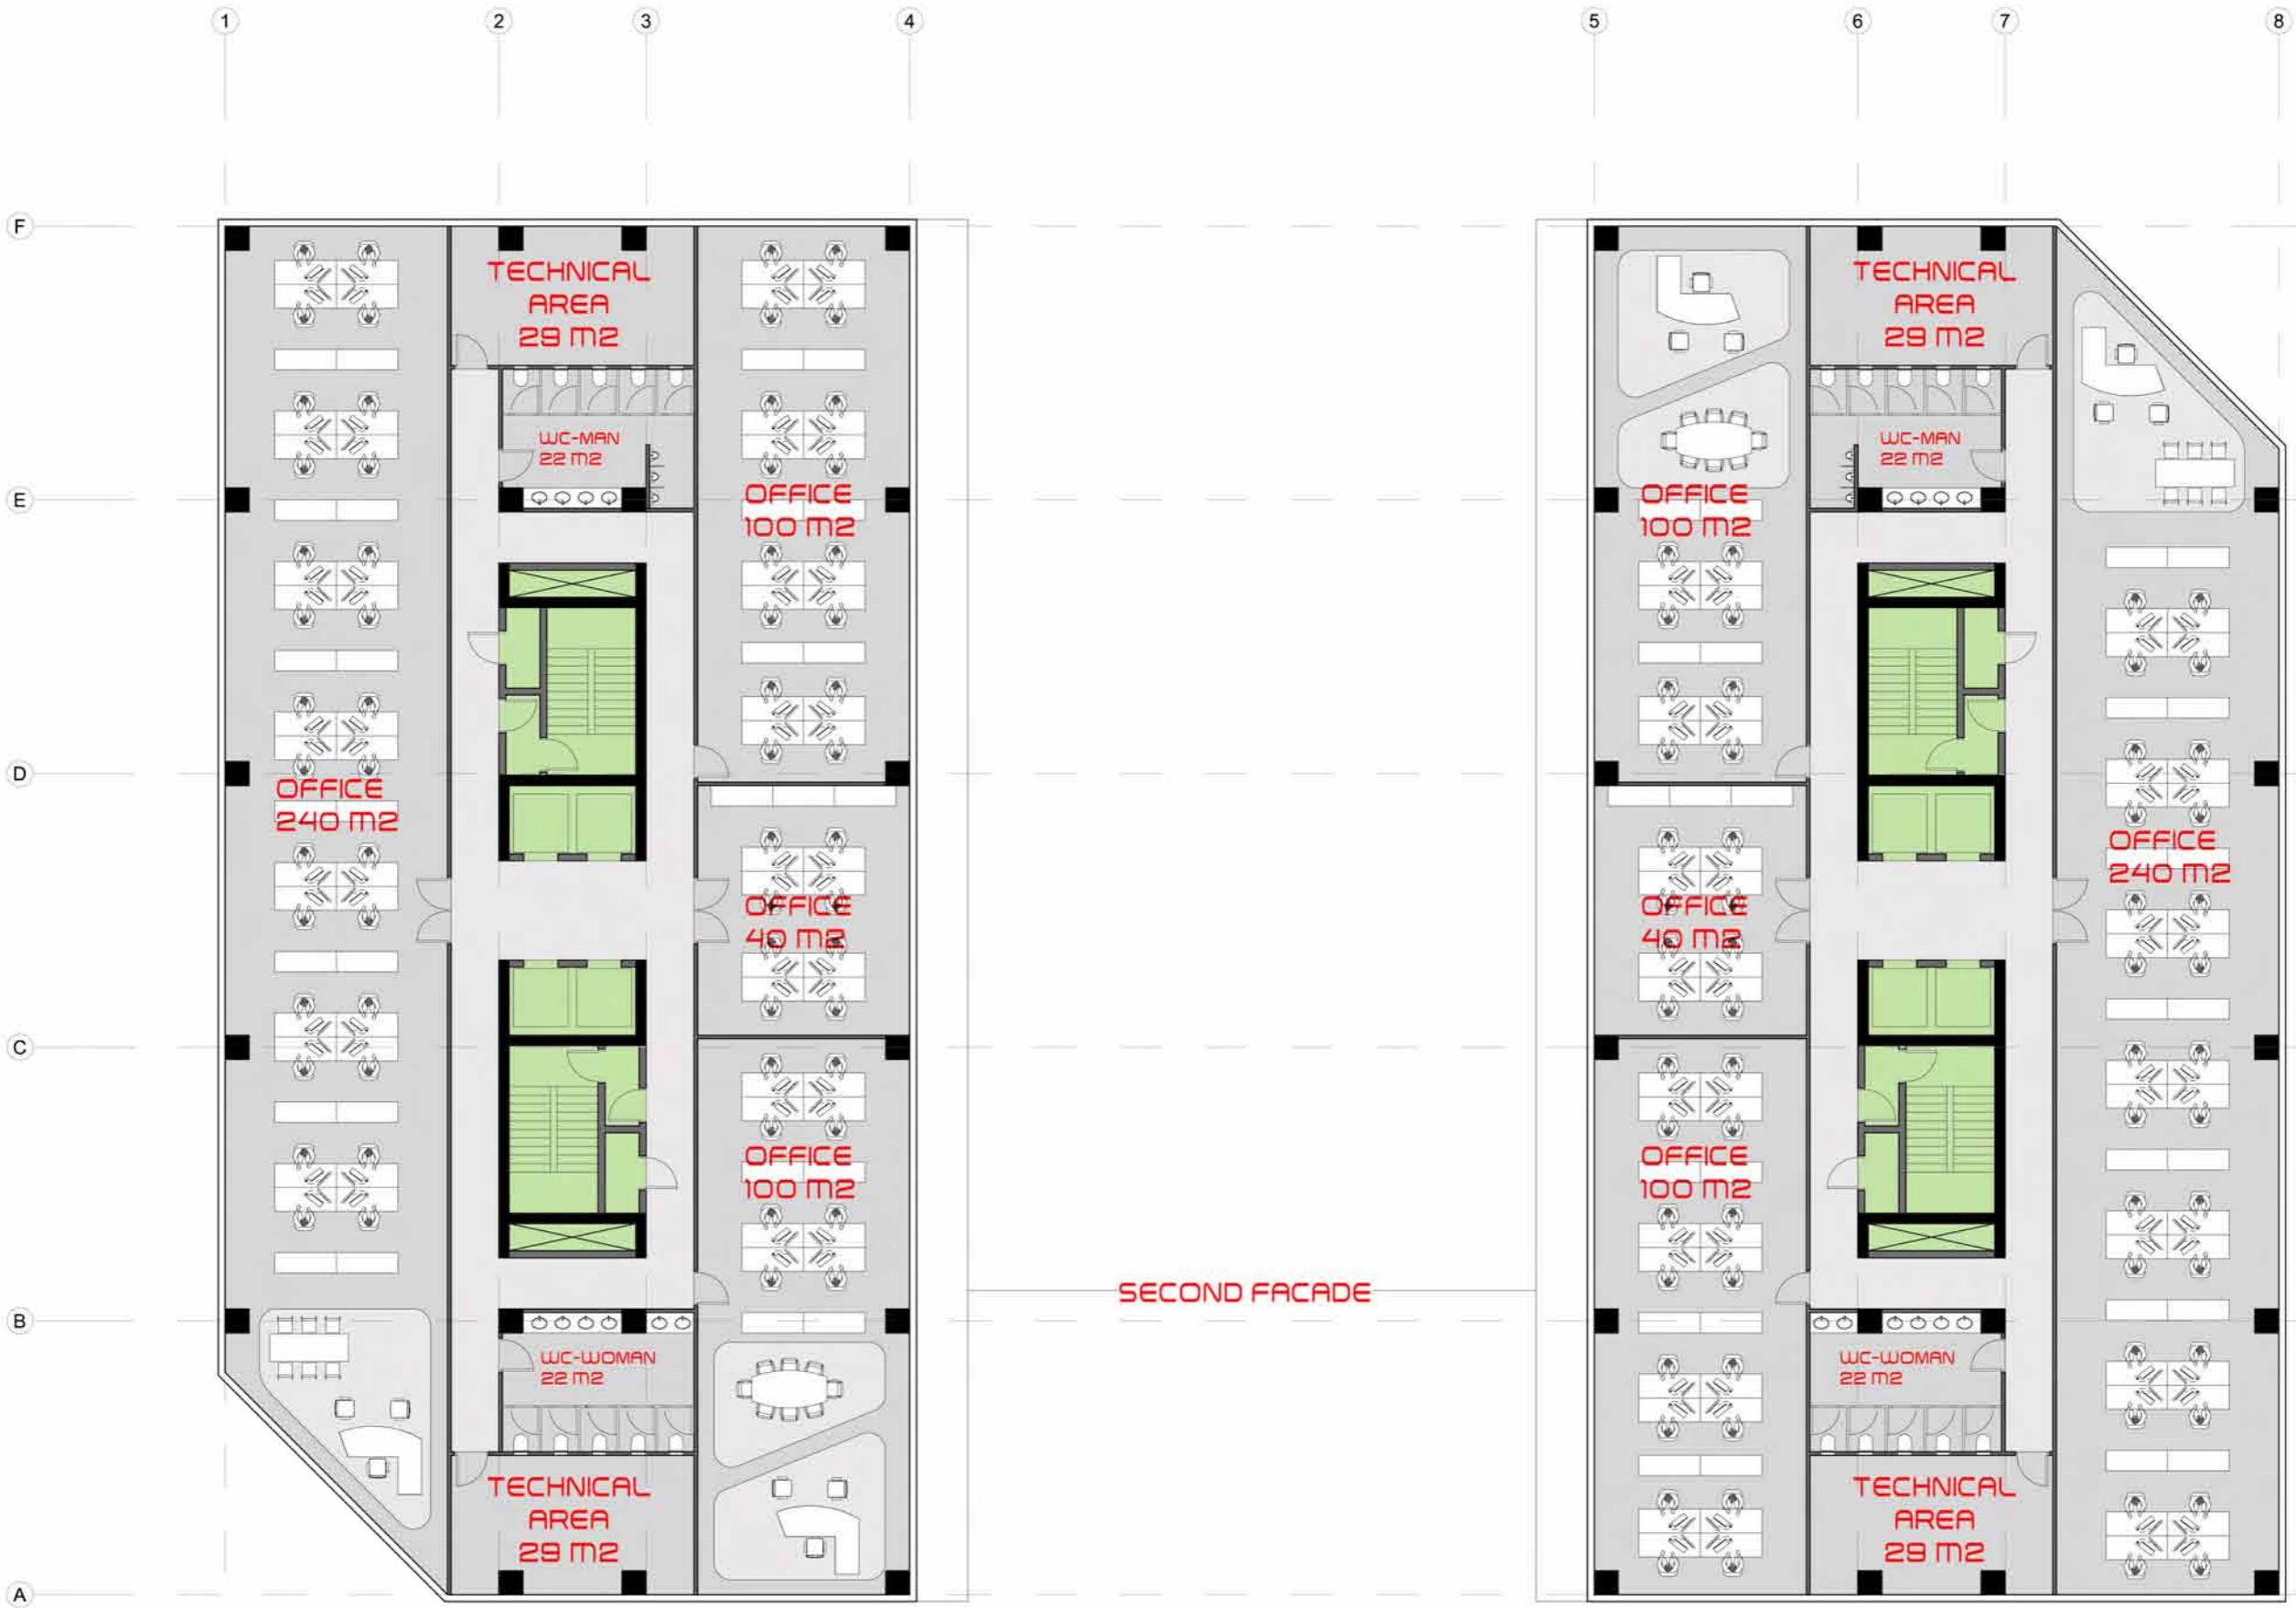 1
2
3
4
5
6
7
8
F
E
D
C
B
A
TECHNICAL
AREA
29 m2
WC-MAN
22 m2
OFFICE
100 m2
OFFICE
240 m2
OFFICE
40 m2
OFFICE
100 m2
WC-WOMAN
22 m2
TECHNICAL
AREA
29 m2
SECOND FACADE
TECHNICAL
AREA
29 m2
WC-MAN
22 m2
OFFICE
100 m2
OFFICE
240 m2
OFFICE
40 m2
OFFICE
100 m2
WC-WOMAN
22 m2
TECHNICAL
AREA
29 m2